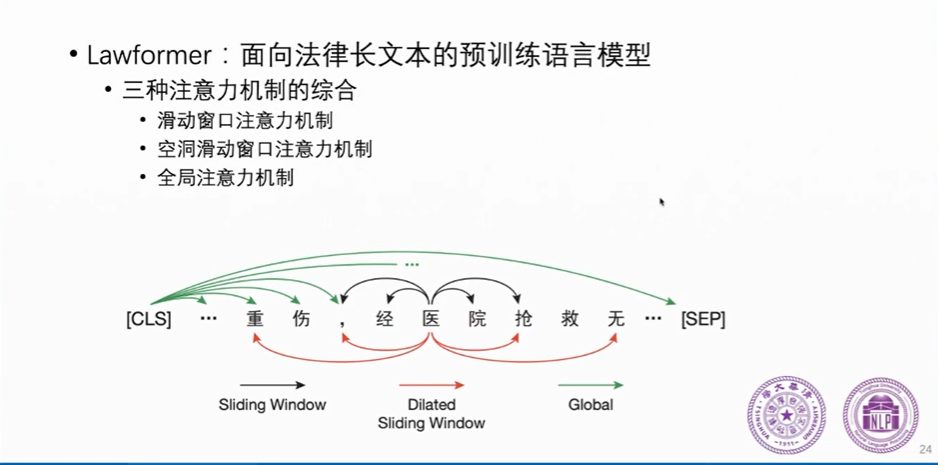 • Lawformer：面向法律长文本的预训练语言模型
• 三种注意力机制的综合
• 滑动窗口注意力机制
• 空洞滑动窗口注意力机制
• 全局注意力机制
...
[CLS] ... 重 伤 , 经 医 院 抢 救 无 ... [SEP]
Sliding Window
Dilated
Sliding Window
Global
NLP
24